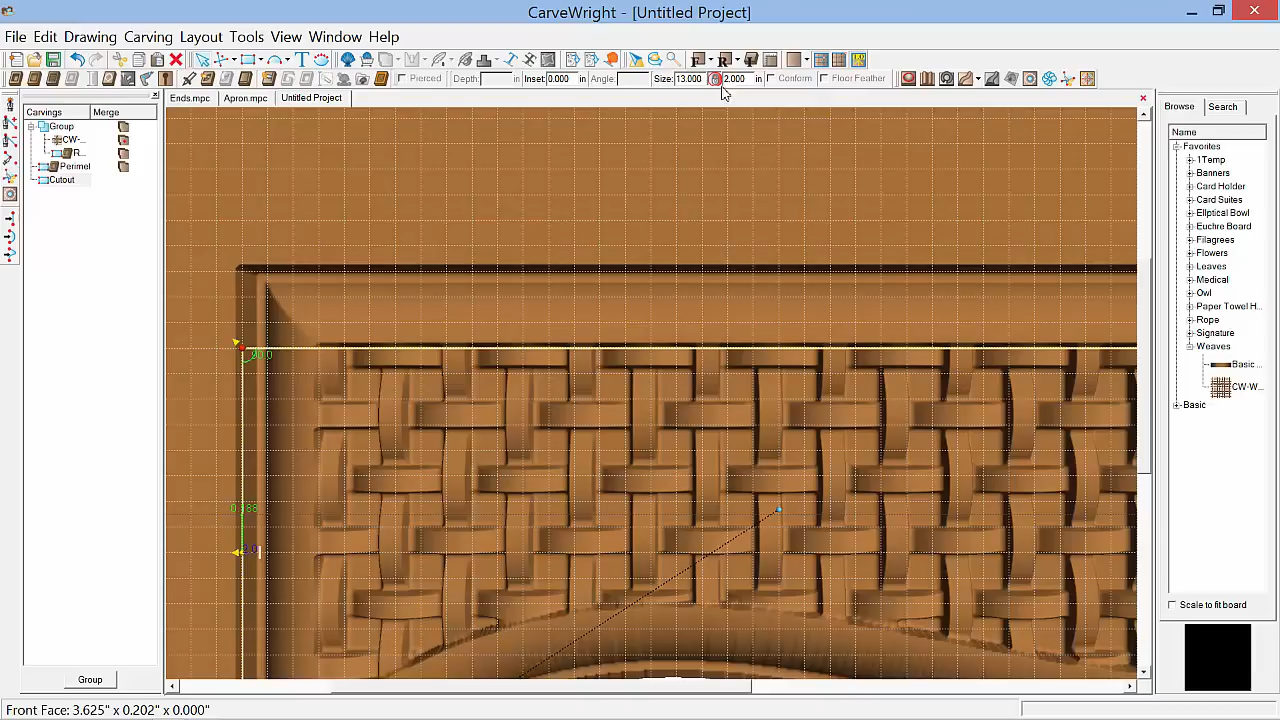 CarveWright - [Untitled Project]
File Edit Drawing Carving Layout Tools View Window Help
Pierced Depth: in Inset: 0.000 in Angle: Size: 13.000 2.000 in Conform Floor Feather
Carvings Merge
Group
CW-...
R...
Perimet
Cutout
Group
Ends.mpc Apron.mpc Untitled Project
90.0
Browse Search
Name
Favorites
1Temp
Banners
Card Holder
Card Suites
Elliptical Bowl
Euchre Board
Filagrees
Flowers
Leaves
Medical
Owl
Paper Towel H...
Rope
Signature
Weaves
Basic ...
CW-W...
Basic
Scale to fit board
Front Face: 3.625" x 0.202" x 0.000"